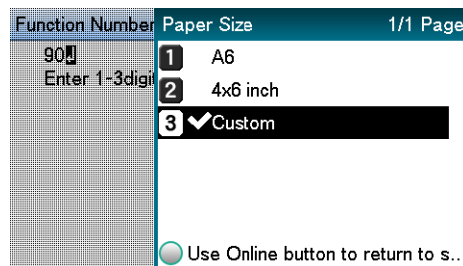 Function Number
90
Enter 1-3digi
Paper Size 1/1 Page
1 A6
2 4x6 inch
3 Custom
Use Online button to return to s..